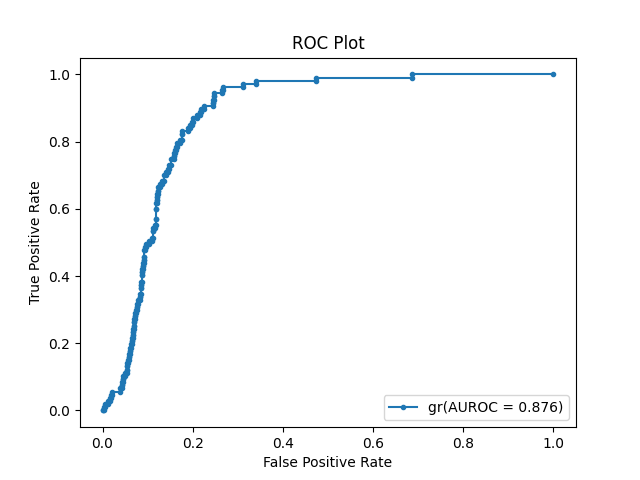 ROC Plot
True Positive Rate
1.0
0.8
0.6
0.4
0.2
0.0
gr(AUROC = 0.876)
0.0 0.2 0.4 0.6 0.8 1.0
False Positive Rate